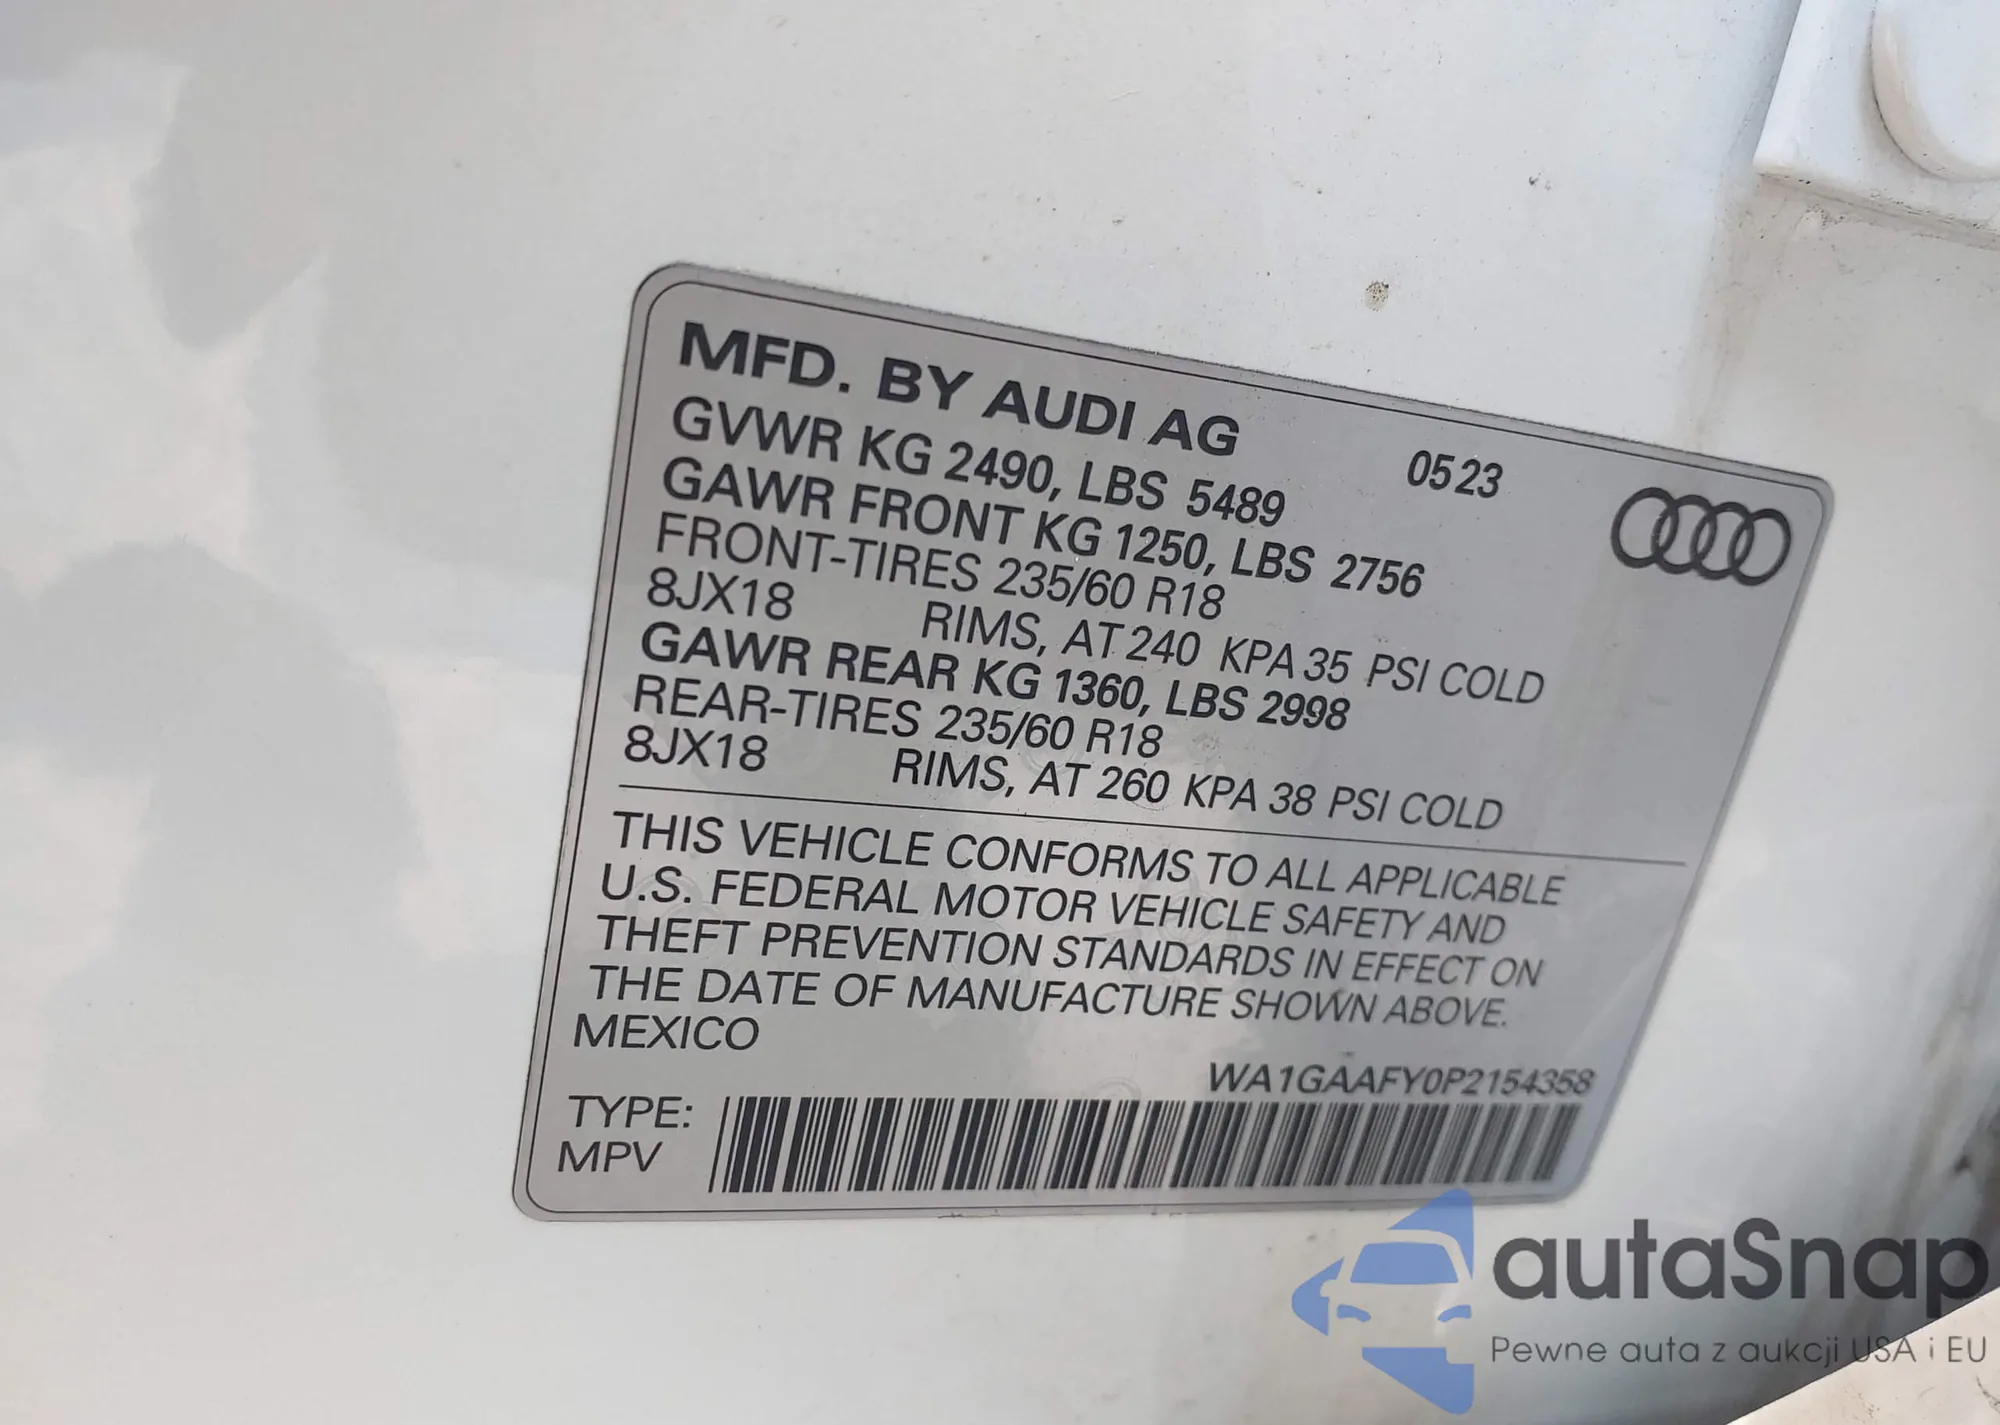 MFD. BY AUDI AG
GVWR KG 2490, LBS 5489 0523
GAWR FRONT KG 1250, LBS 2756
FRONT-TIRES 235/60 R18
8JX18 RIMS, AT 240 KPA 35 PSI COLD
GAWR REAR KG 1360, LBS 2998
REAR-TIRES 235/60 R18
8JX18 RIMS, AT 260 KPA 38 PSI COLD
THIS VEHICLE CONFORMS TO ALL APPLICABLE
U.S. FEDERAL MOTOR VEHICLE SAFETY AND
THEFT PREVENTION STANDARDS IN EFFECT ON
THE DATE OF MANUFACTURE SHOWN ABOVE.
MEXICO
WA1GAAFY0P2154358
TYPE:
MPV
autaSnap
Pewne auta z aukcji USA i EU